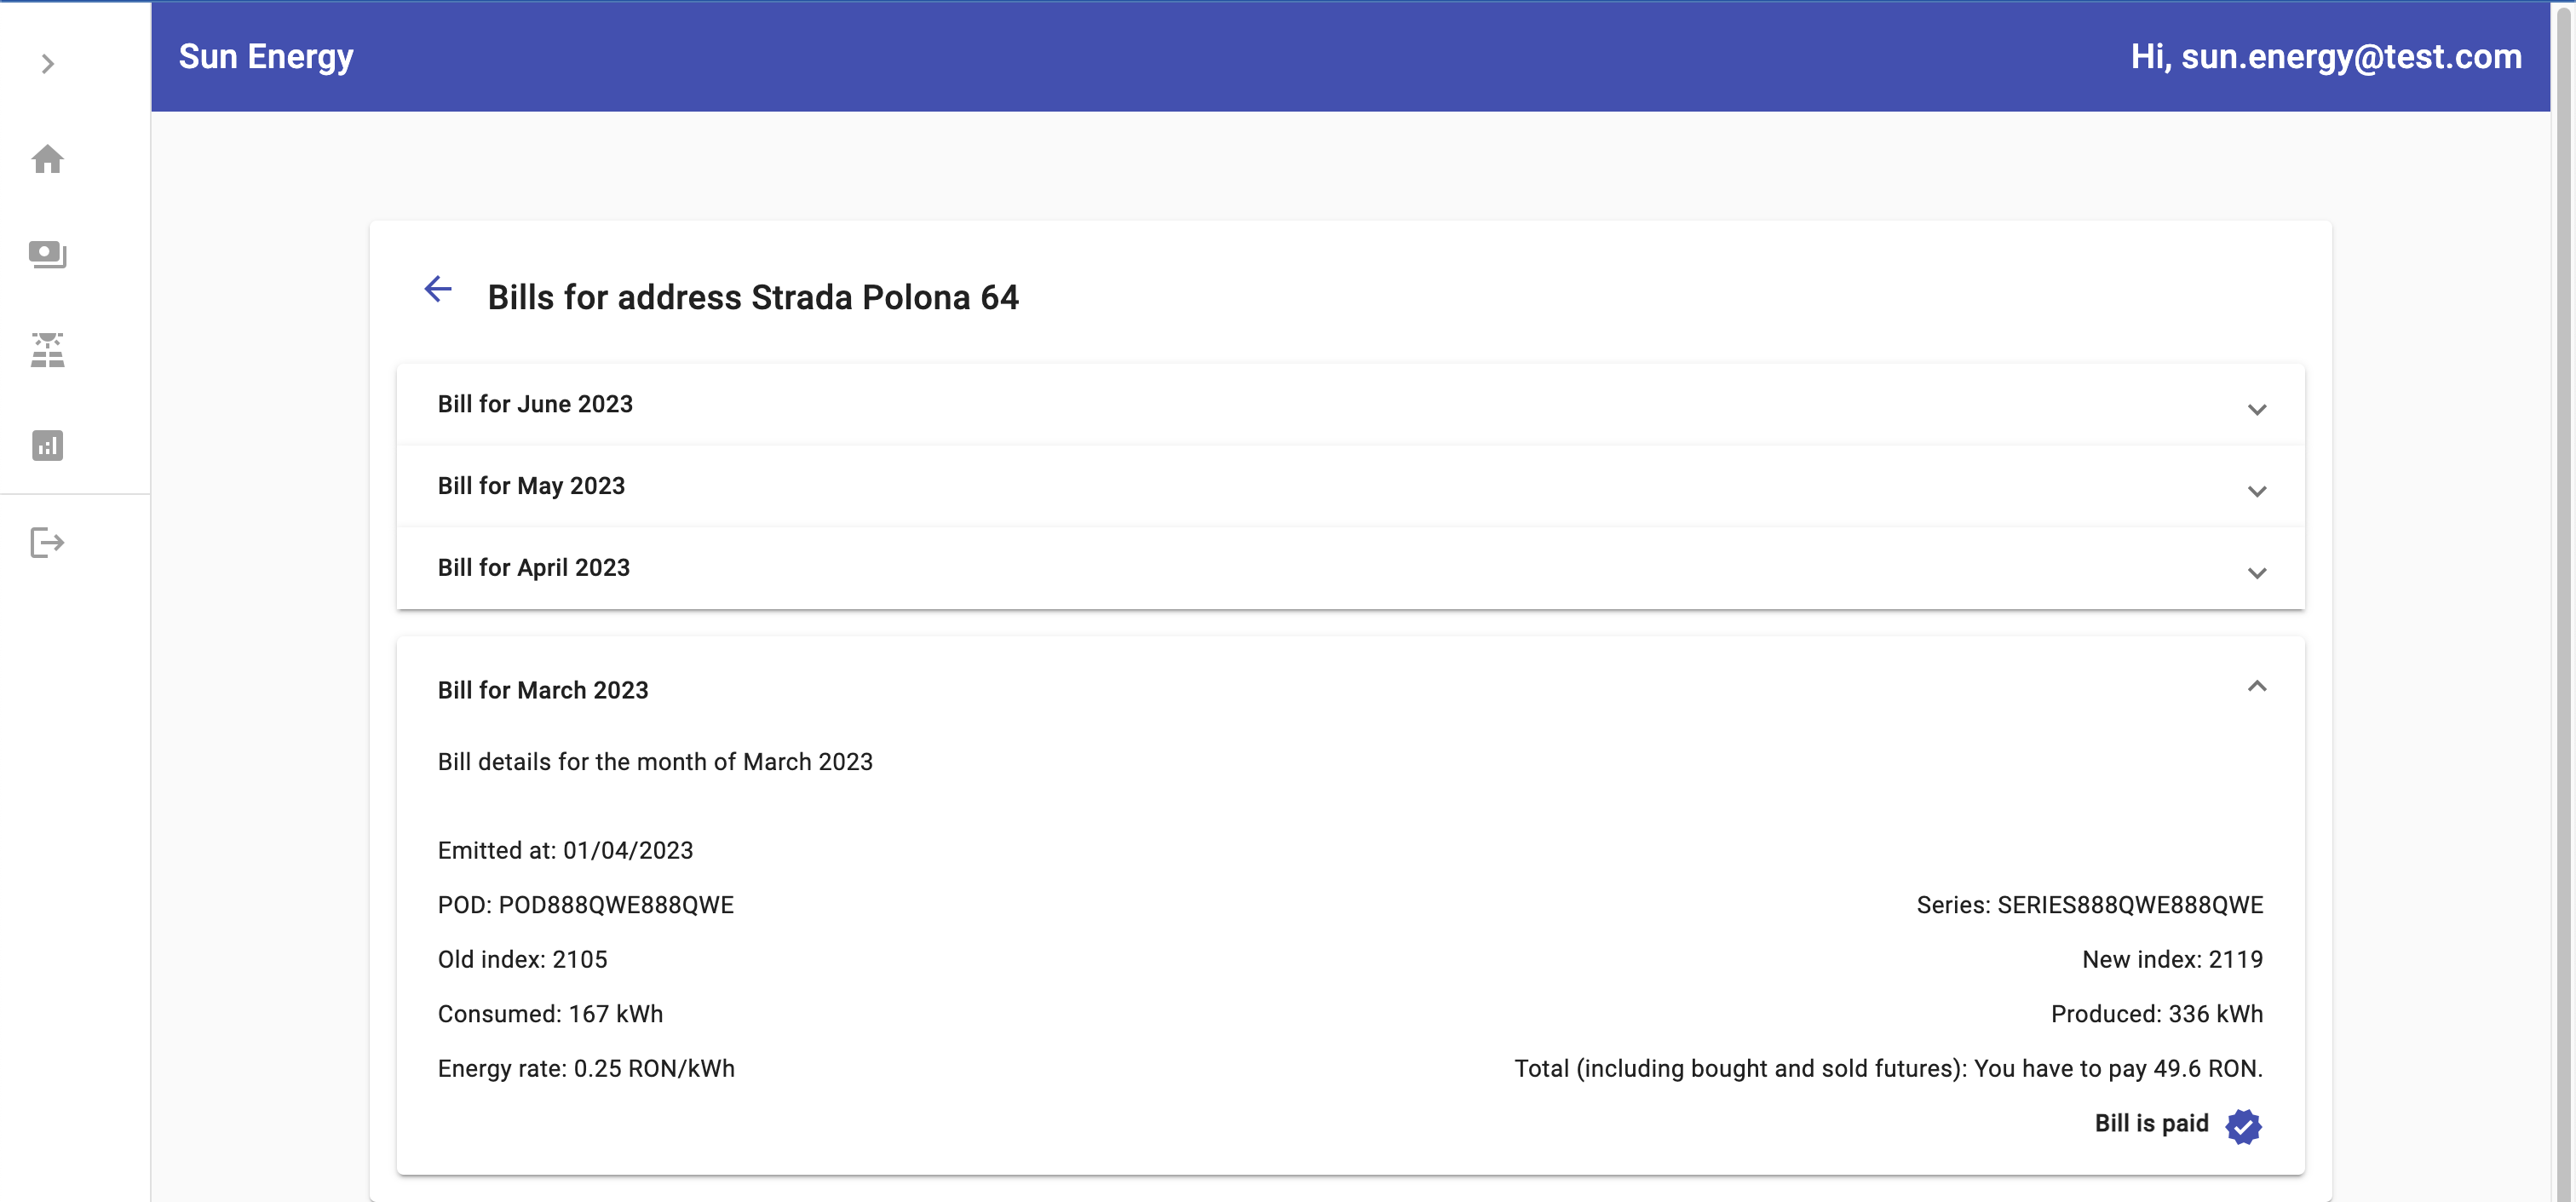 Sun Energy
Hi, sun.energy@test.com
Bills for address Strada Polona 64
Bill for June 2023
Bill for May 2023
Bill for April 2023
Bill for March 2023
Bill details for the month of March 2023
Emitted at: 01/04/2023
POD: POD888QWE888QWE
Series: SERIES888QWE888QWE
Old index: 2105
New index: 2119
Consumed: 167 kWh
Produced: 336 kWh
Energy rate: 0.25 RON/kWh
Total (including bought and sold futures): You have to pay 49.6 RON.
Bill is paid